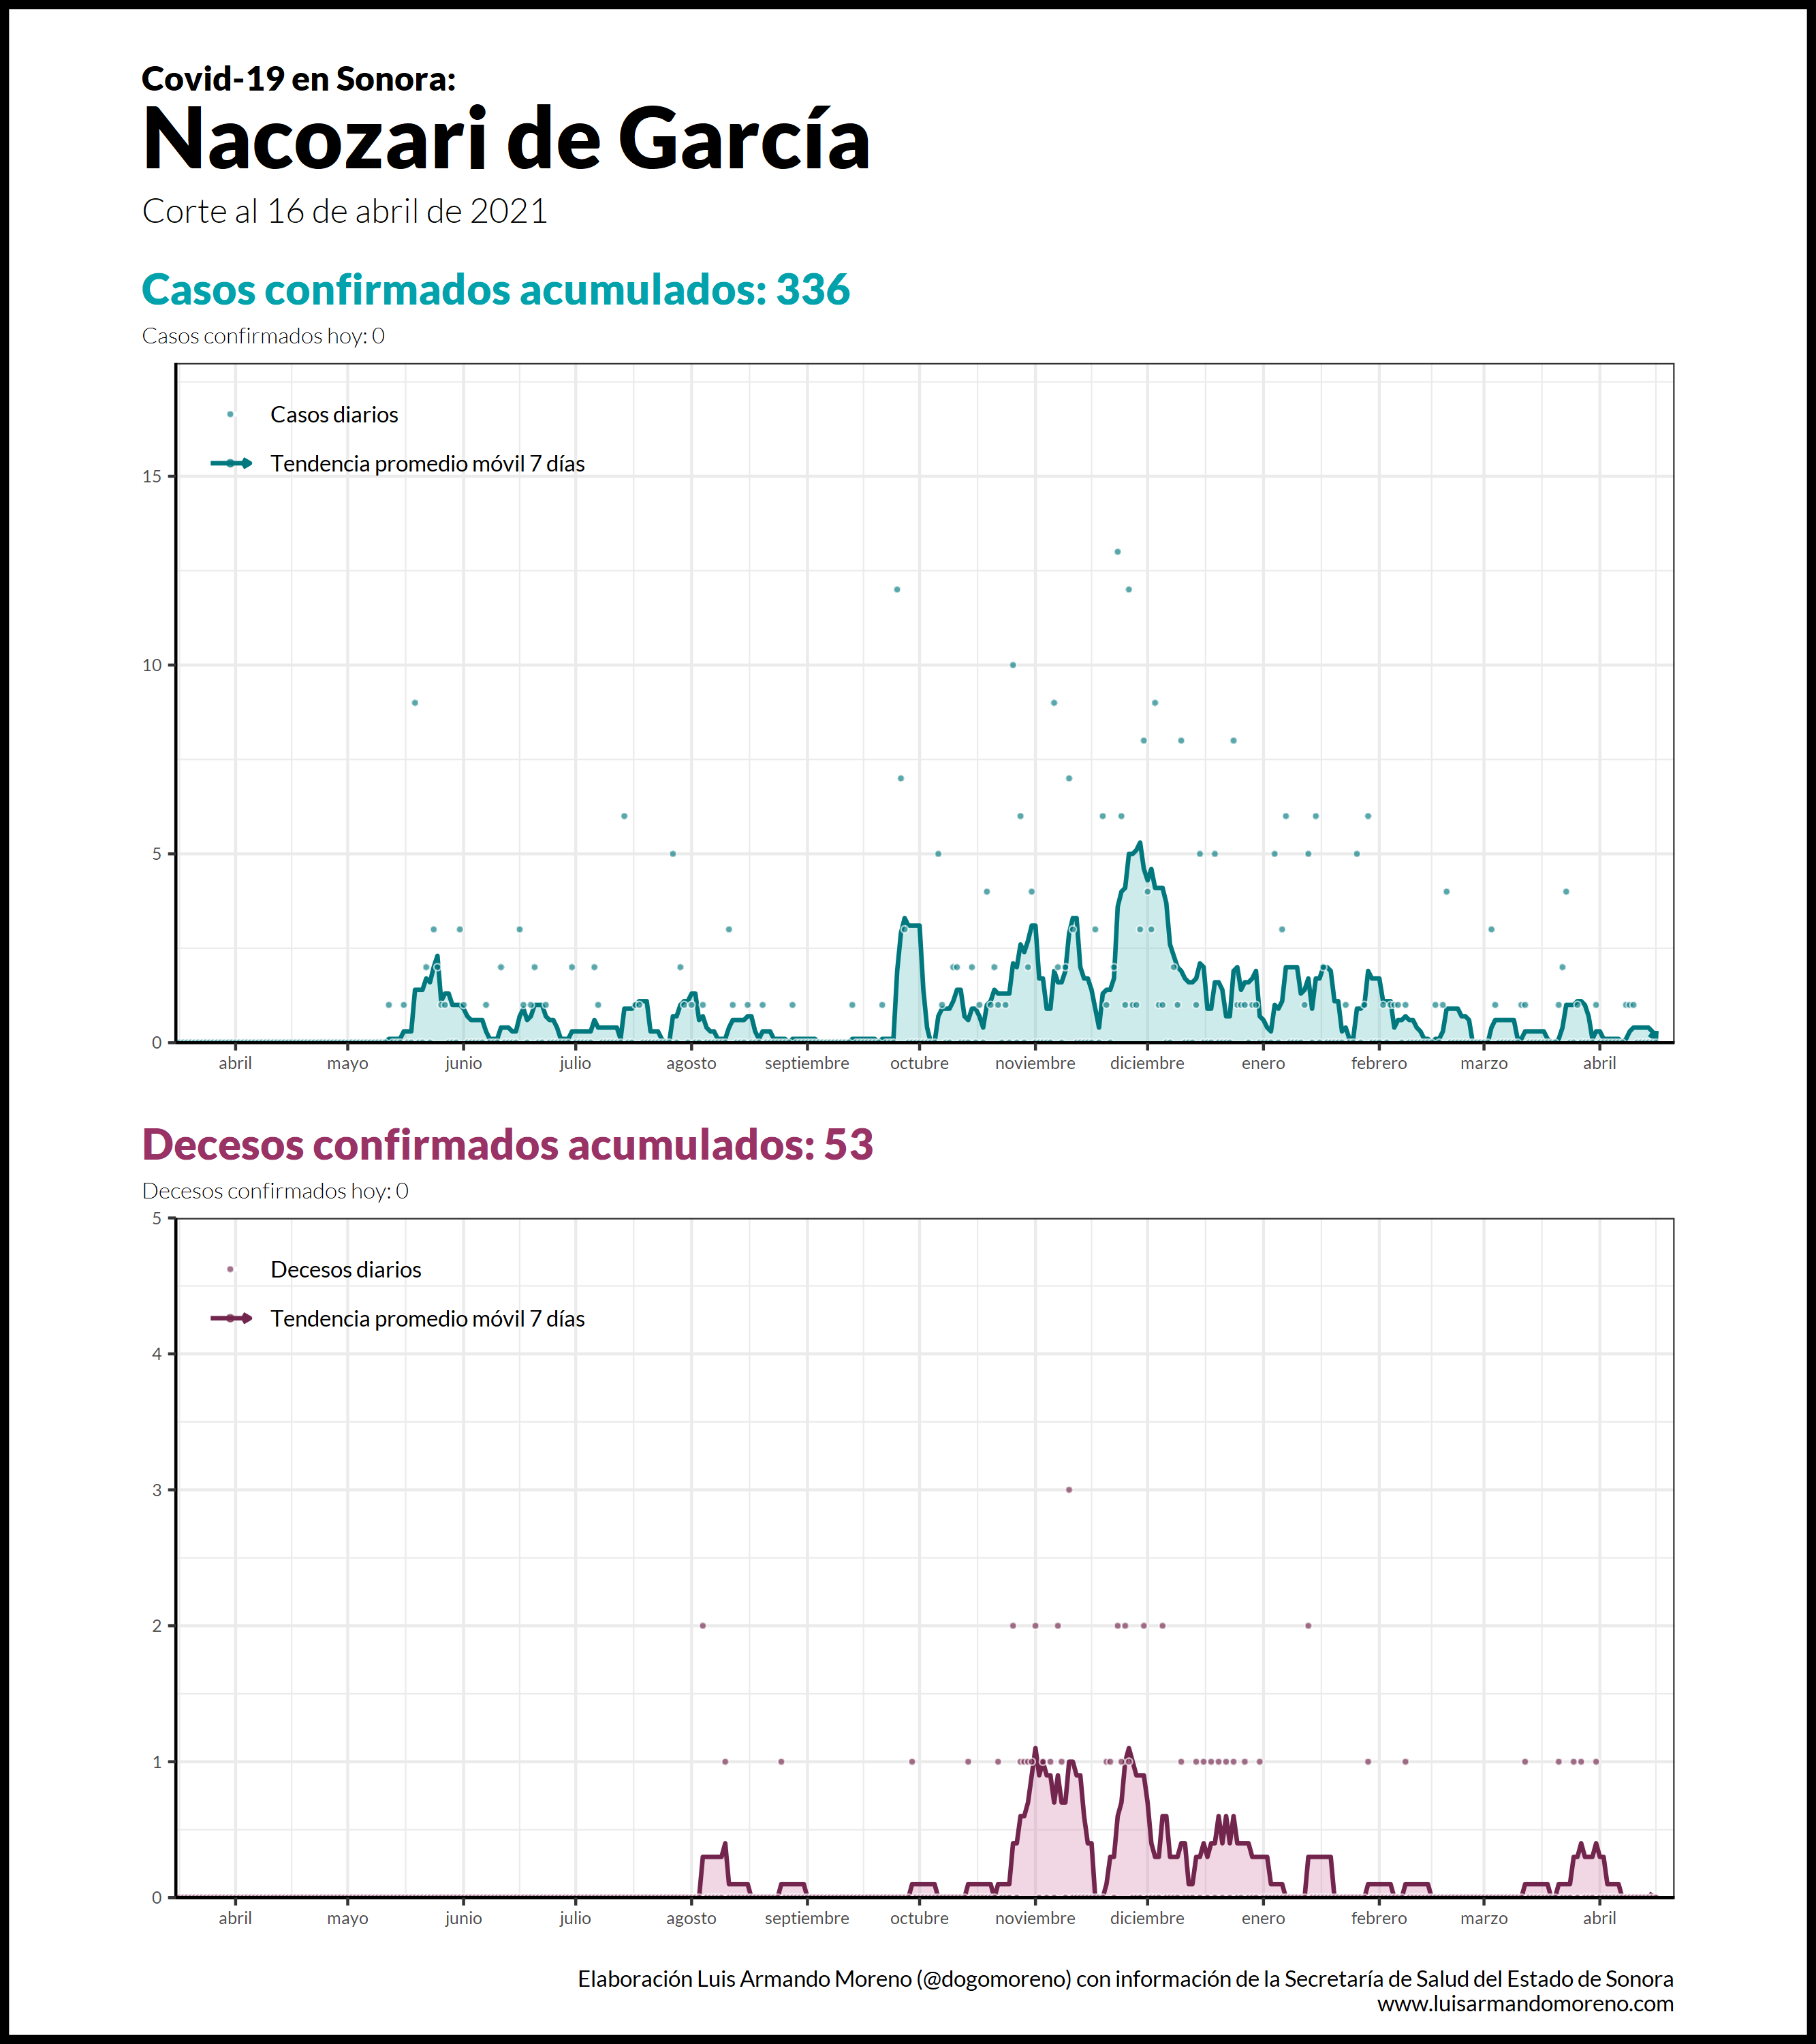 Covid-19 en Sonora:
Nacozari de García
Corte al 16 de abril de 2021
Casos confirmados acumulados: 336
Casos confirmados hoy: 0
Casos diarios
Tendencia promedio móvil 7 días
15
10
5
0
abril mayo junio julio agosto septiembre octubre noviembre diciembre enero febrero marzo abril
Decesos confirmados acumulados: 53
Decesos confirmados hoy: 0
5
Decesos diarios
Tendencia promedio móvil 7 días
4
3
2
1
0
abril mayo junio julio agosto septiembre octubre noviembre diciembre enero febrero marzo abril
Elaboración Luis Armando Moreno (@dogomoreno) con información de la Secretaría de Salud del Estado de Sonora
www.luisarmandomoreno.com